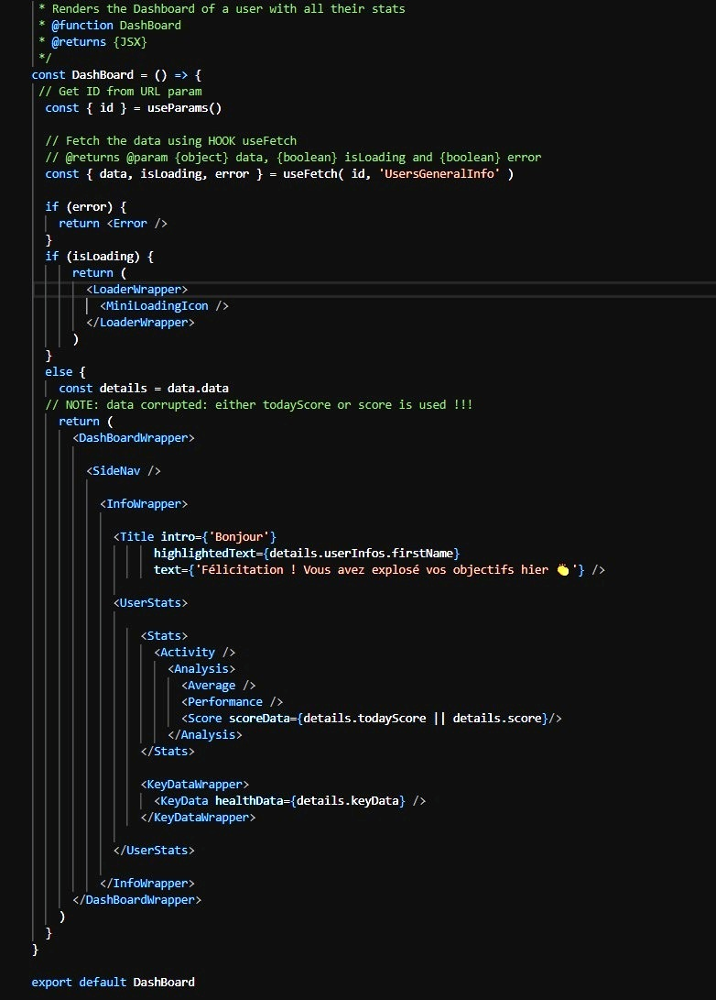 * Renders the Dashboard of a user with all their stats
* @function DashBoard
* @returns {JSX}
*/
const DashBoard = () => {
// Get ID from URL param
const { id } = useParams()
// Fetch the data using HOOK useFetch
// @returns @param {object} data, {boolean} isLoading and {boolean} error
const { data, isLoading, error } = useFetch( id, 'UsersGeneralInfo' )
if (error) {
return <Error />
}
if (isLoading) {
return (
<LoaderWrapper>
<MiniLoadingIcon />
</LoaderWrapper>
)
}
else {
const details = data.data
// NOTE: data corrupted: either todayScore or score is used !!!
return (
<DashBoardWrapper>
<SideNav />
<InfoWrapper>
<Title intro={'Bonjour'}
highlightedText={details.userInfos.firstName}
text={'Félicitation ! Vous avez explosé vos objectifs hier 👏'} />
<UserStats>
<Stats>
<Activity />
<Analysis>
<Average />
<Performance />
<Score scoreData={details.todayScore || details.score}/>
</Analysis>
</Stats>
<KeyDataWrapper>
<KeyData healthData={details.keyData} />
</KeyDataWrapper>
</UserStats>
</InfoWrapper>
</DashBoardWrapper>
)
}
}
export default DashBoard